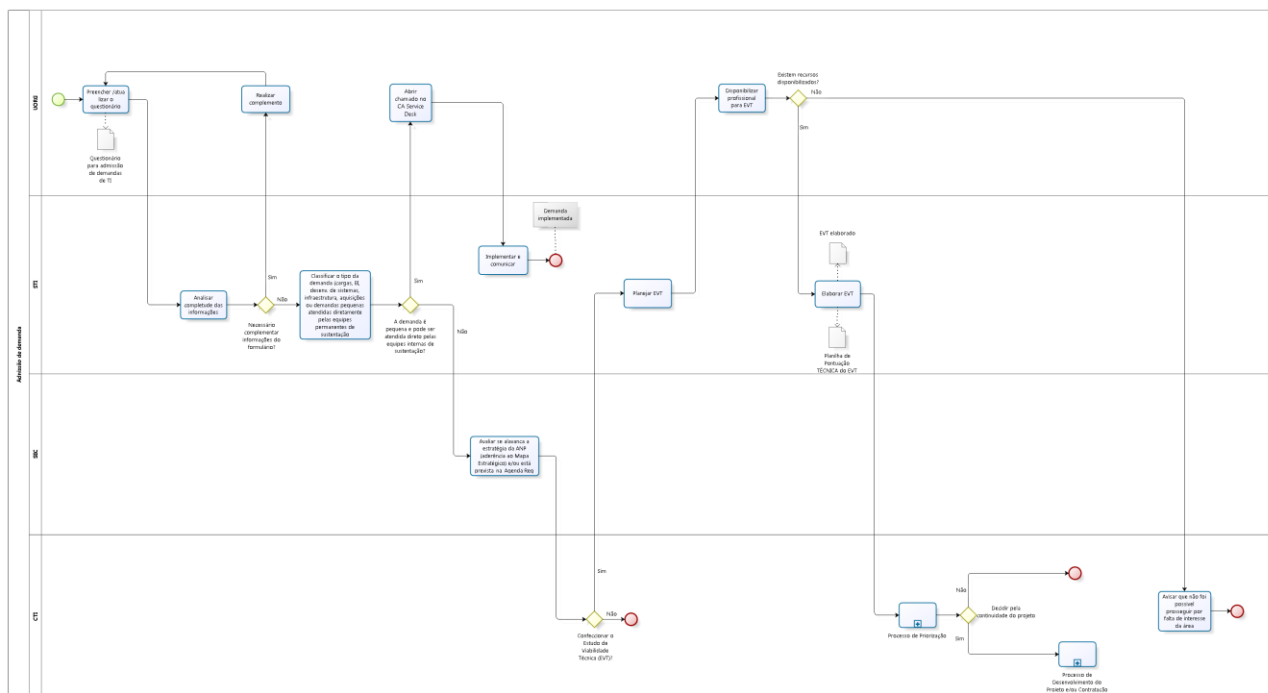 Admissão de demanda
UORG
Preencher /atua
lizar o
questionário
Questionário
para admissão
de demandas
de TI
Realizar
complemento
Abrir
chamado no
CA Service
Desk
Disponibilizar
profissional
para EVT
Existem recursos
disponibilizados?
Não
Sim
STI
Analisar
completude das
informações
Sim
Não
Necessário
complementar
informações do
formulário?
Classificar o tipo da
demanda (cargas, BI,
desenv. de sistemas,
infraestrutura, aquisições
ou demandas pequenas
atendidas diretamente
pelas equipes
permanentes de
sustentação
Sim
A demanda é
pequena e pode ser
atendida direto pelas
equipes internas de
sustentação?
Não
Implementar e
comunicar
Demanda
implementada
Planejar EVT
EVT elaborado
Elaborar EVT
Planilha de
Pontuação
TÉCNICA do EVT
Avaliar se alavanca a
estratégia da ANP
(aderência ao Mapa
Estratégico) e/ou está
prevista na Agenda Reg
CTI
Sim
Não
Confeccionar o
Estudo de
Viabilidade
Técnica (EVT)?
Processo de Priorização
Não
Decidir pela
continuidade do projeto
Sim
Processo de
Desenvolvimento do
Projeto e/ou Contratação
Avisar que não foi
possível
prosseguir por
falta de interesse
da área